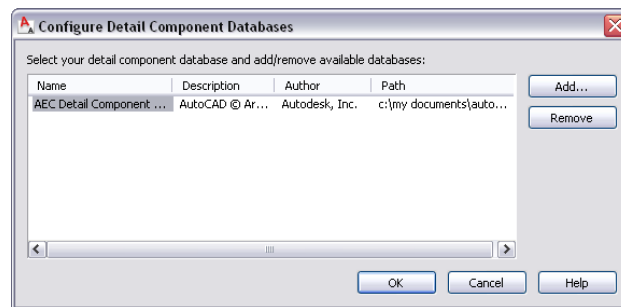 Configure Detail Component Databases
Select your detail component database and add/remove available databases:
Name Description Author Path
AEC Detail Component ... AutoCAD © Ar... Autodesk, Inc. c:\my documents\auto...
Add...
Remove
OK Cancel Help